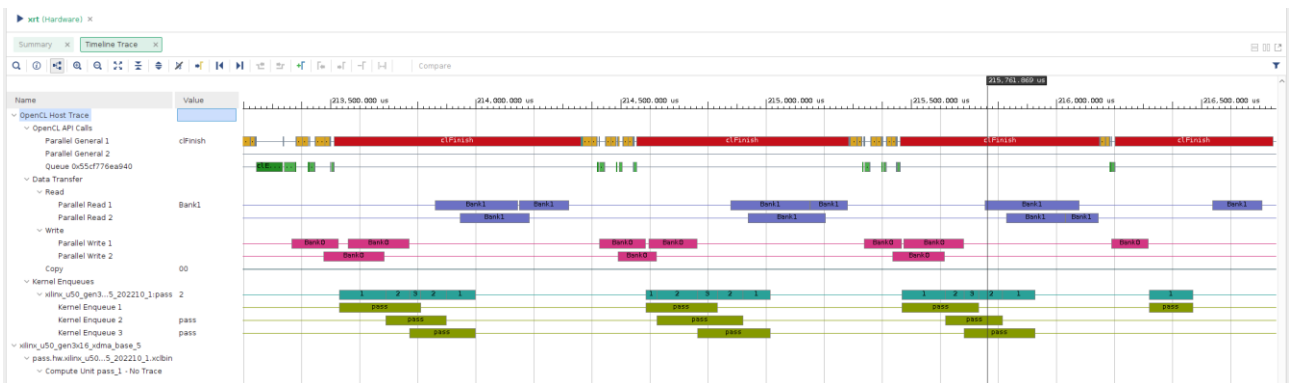 xrt (Hardware) ×
Summary × Timeline Trace ×
Compare
215,761.869 us
Name Value 213,500.000 us 214,000.000 us 214,500.000 us 215,000.000 us 215,500.000 us 216,000.000 us 216,500.000 us
OpenCL Host Trace
OpenCL API Calls
Parallel General 1 clFinish clFinish clFinish clFinish clFinish
Parallel General 2
Queue 0x55cf776ea940
Data Transfer
Read
Parallel Read 1 Bank1 Bank1 Bank1 Bank1 Bank1 Bank1 Bank1
Parallel Read 2 Bank1 Bank1 Bank1 Bank1
Write
Parallel Write 1 Bank0 Bank0 Bank0 Bank0 Bank0 Bank0 Bank0
Parallel Write 2 Bank0 Bank0 Bank0
Copy 00
Kernel Enqueues
xilinx_u50_gen3...5_202210_1:pass 2 1 2 3 2 1 1 2 3 2 1 1 2 3 2 1 1
Kernel Enqueue 1 pass pass pass pass
Kernel Enqueue 2 pass pass pass pass
Kernel Enqueue 3 pass pass pass pass
xilinx_u50_gen3x16_xdma_base_5
pass.hw.xilinx_u50...5_202210_1.xclbin
Compute Unit pass_1 - No Trace